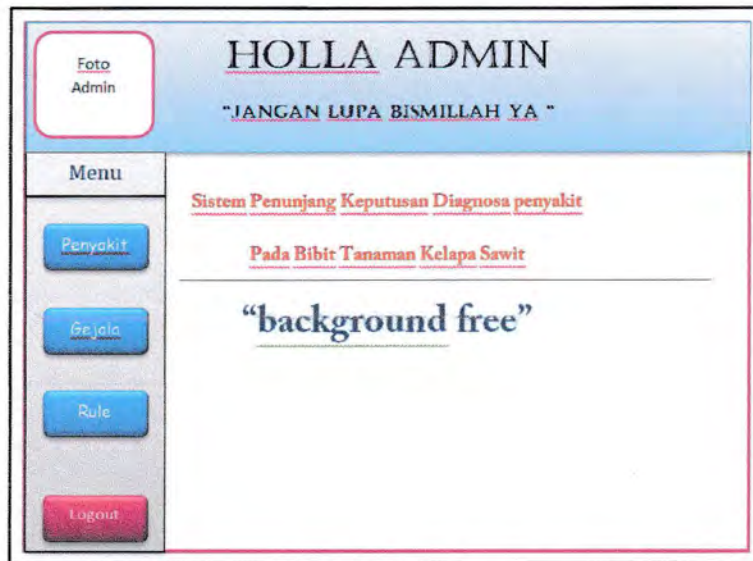 Foto
Admin
HOLLA ADMIN
"JANGAN LUPA BISMILLAH YA "
Menu
Penyakit
Gejala
Rule
Logout
Sistem Penunjang Keputusan Diagnosa penyakit
Pada Bibit Tanaman Kelapa Sawit
“background free”